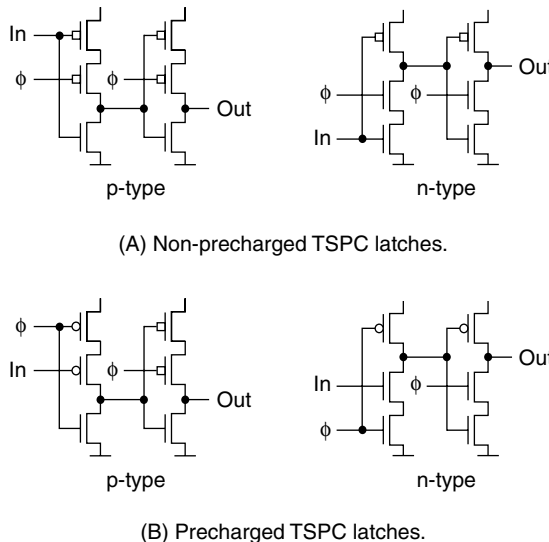 In
ϕ
ϕ
Out
p-type
Out
ϕ
ϕ
In
n-type
(A) Non-precharged TSPC latches.
ϕ
In
ϕ
Out
p-type
Out
In
ϕ
ϕ
n-type
(B) Precharged TSPC latches.